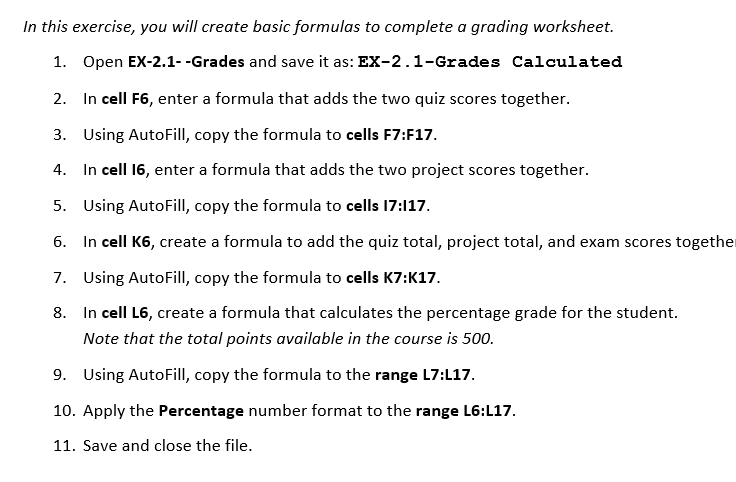 In this exercise, you will create basic formulas to complete a grading worksheet.
1. Open EX-2.1- -Grades and save it as: EX-2.1-Grades Calculated
2. In cell F6, enter a formula that adds the two quiz scores together.
3. Using AutoFill, copy the formula to cells F7:F17.
4. In cell I6, enter a formula that adds the two project scores together.
5. Using AutoFill, copy the formula to cells I7:I17.
6. In cell K6, create a formula to add the quiz total, project total, and exam scores together
7. Using AutoFill, copy the formula to cells K7:K17.
8. In cell L6, create a formula that calculates the percentage grade for the student.
Note that the total points available in the course is 500.
9. Using AutoFill, copy the formula to the range L7:L17.
10. Apply the Percentage number format to the range L6:L17.
11. Save and close the file.